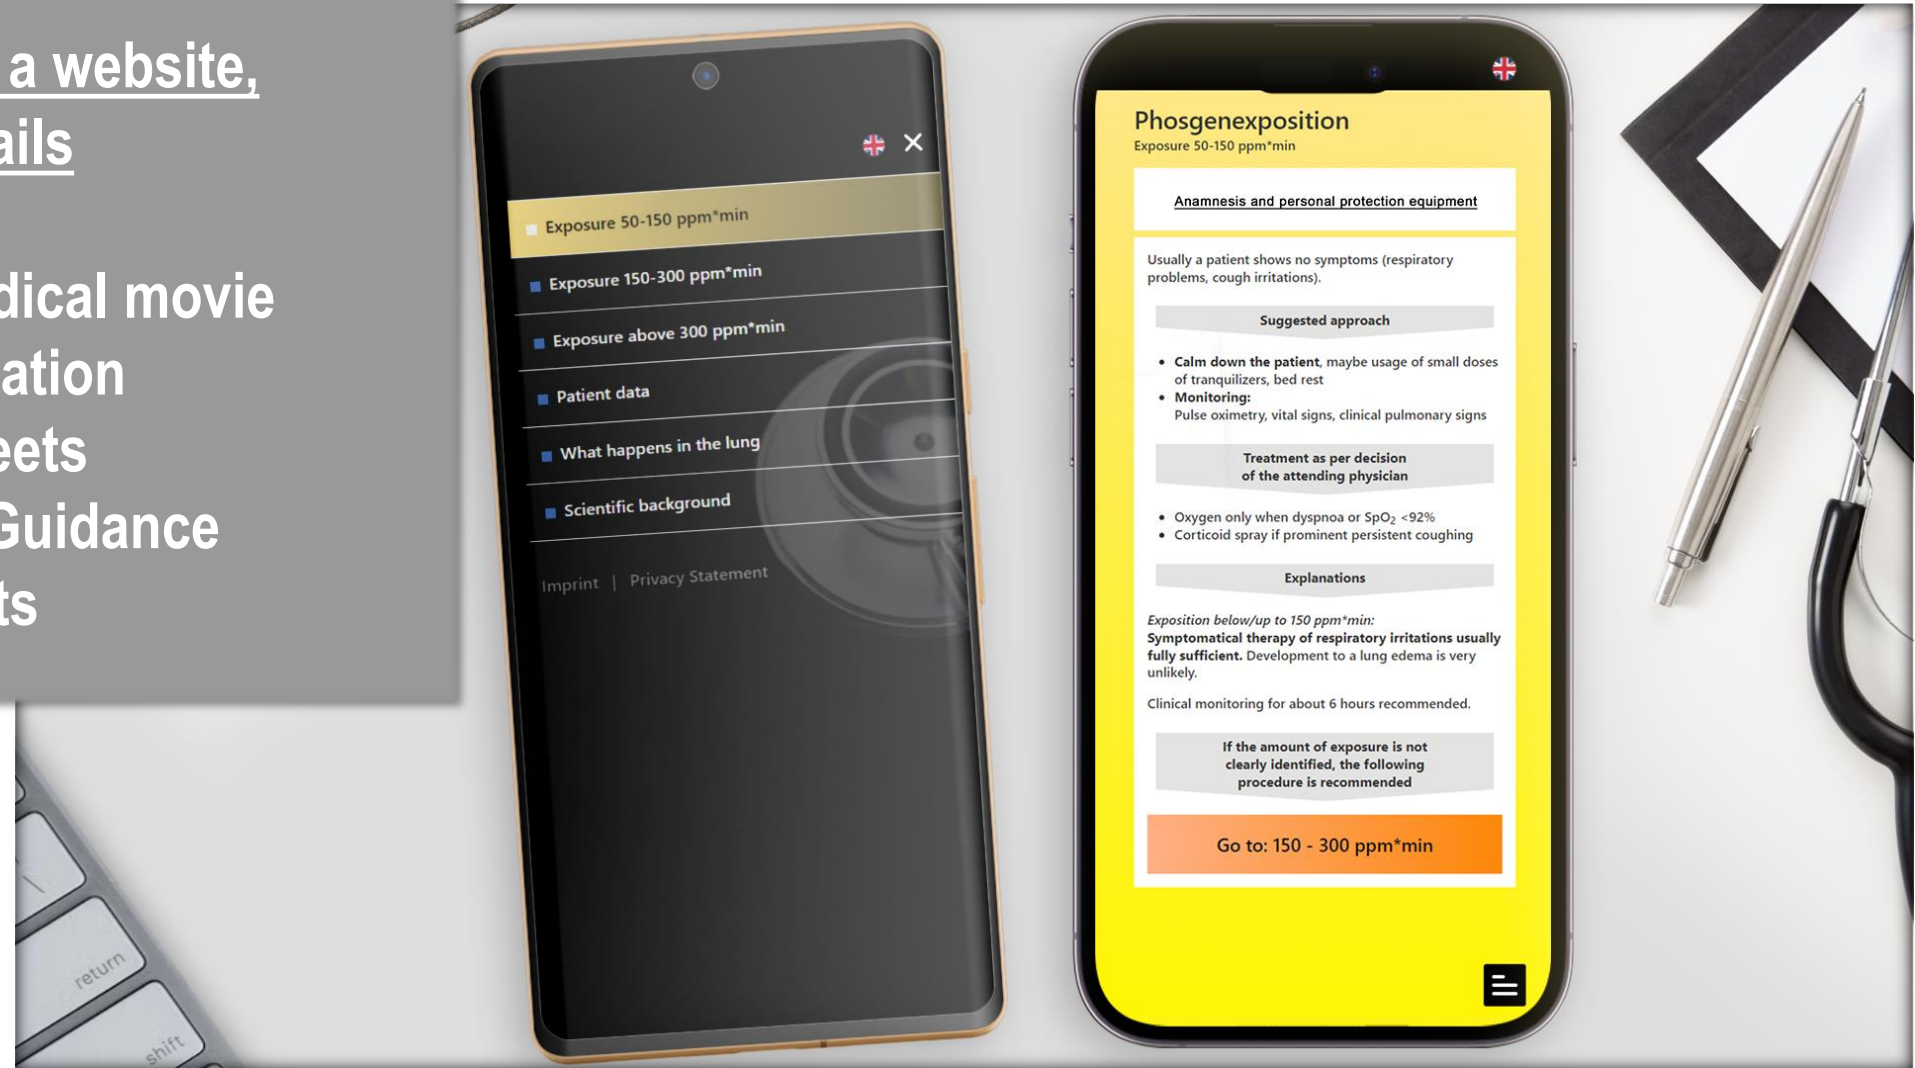 a website,
ails
dical movie
ation
eets
Guidance
ts
Exposure 50-150 ppm*min
Exposure 150-300 ppm*min
Exposure above 300 ppm*min
Patient data
What happens in the lung
Scientific background
Imprint | Privacy Statement
Phosgenexposition
Exposure 50-150 ppm*min
Anamnesis and personal protection equipment
Usually a patient shows no symptoms (respiratory
problems, cough irritations).
Suggested approach
• Calm down the patient, maybe usage of small doses
of tranquilizers, bed rest
• Monitoring:
Pulse oximetry, vital signs, clinical pulmonary signs
Treatment as per decision
of the attending physician
• Oxygen only when dyspnoa or SpO₂ <92%
• Corticoid spray if prominent persistent coughing
Explanations
Exposition below/up to 150 ppm*min:
Symptomatical therapy of respiratory irritations usually
fully sufficient. Development to a lung edema is very
unlikely.
Clinical monitoring for about 6 hours recommended.
If the amount of exposure is not
clearly identified, the following
procedure is recommended
Go to: 150 - 300 ppm*min
\
return
shift